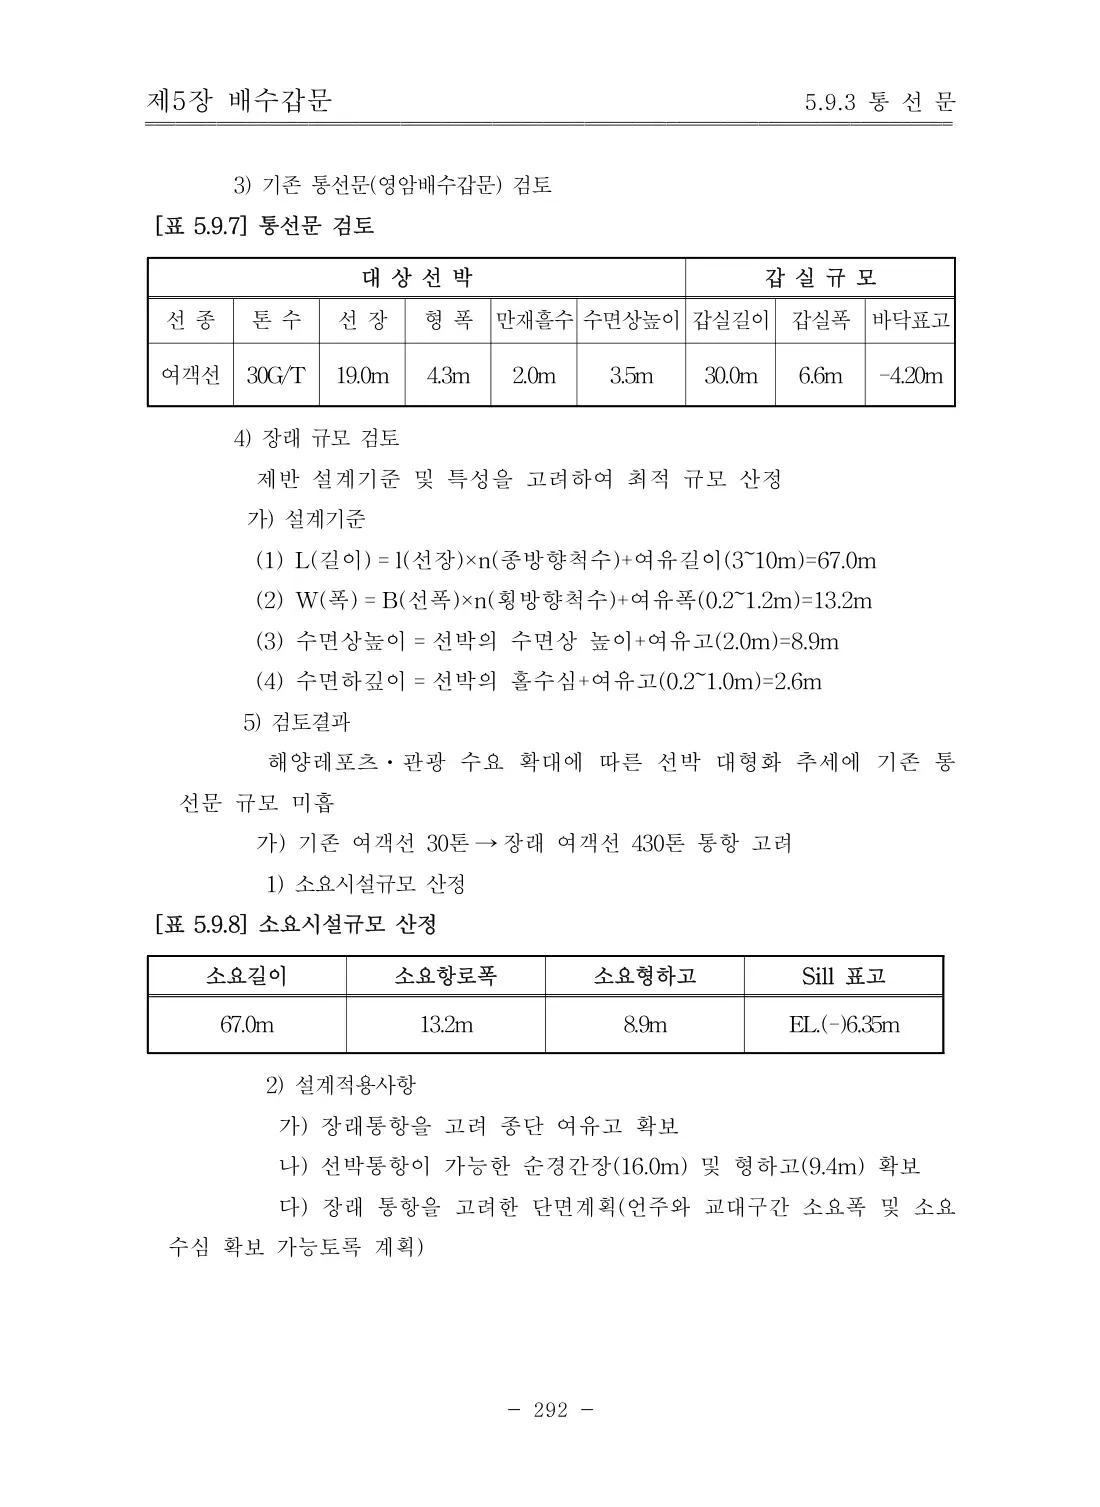 제5장 배수갑문 5.9.3 통 선 문
3) 기존 통선문(영암배수갑문) 검토
[표 5.9.7] 통선문 검토
대 상 선 박 갑 실 규 모
선 종 톤 수 선 장 형 폭 만재흘수 수면상높이 갑실길이 갑실폭 바닥표고
여객선 30G/T 19.0m 4.3m 2.0m 3.5m 30.0m 6.6m -4.20m
4) 장래 규모 검토
제반 설계기준 및 특성을 고려하여 최적 규모 산정
가) 설계기준
(1) L(길이) = l(선장)×n(종방향척수)+여유길이(3~10m)=67.0m
(2) W(폭) = B(선폭)×n(횡방향척수)+여유폭(0.2~1.2m)=13.2m
(3) 수면상높이 = 선박의 수면상 높이+여유고(2.0m)=8.9m
(4) 수면하깊이 = 선박의 홀수심+여유고(0.2~1.0m)=2.6m
5) 검토결과
해양레포츠・관광 수요 확대에 따른 선박 대형화 추세에 기존 통
선문 규모 미흡
가) 기존 여객선 30톤 → 장래 여객선 430톤 통항 고려
1) 소요시설규모 산정
[표 5.9.8] 소요시설규모 산정
소요길이 소요항로폭 소요형하고 Sill 표고
67.0m 13.2m 8.9m EL.(-)6.35m
2) 설계적용사항
가) 장래통항을 고려 종단 여유고 확보
나) 선박통항이 가능한 순경간장(16.0m) 및 형하고(9.4m) 확보
다) 장래 통항을 고려한 단면계획(언주와 교대구간 소요폭 및 소요
수심 확보 가능토록 계획)
- 292 -